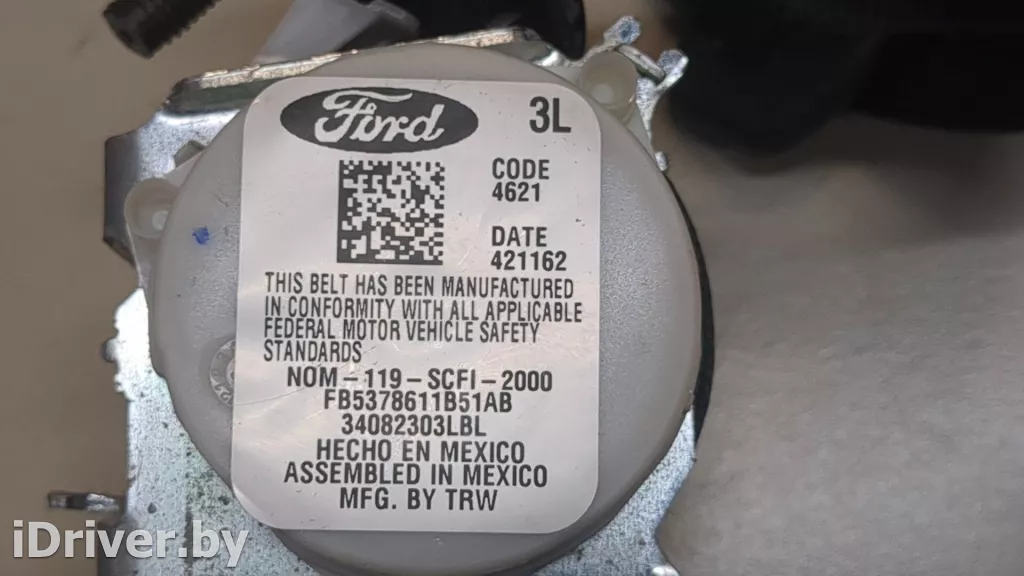 Ford
3L
CODE
4621
DATE
421162
THIS BELT HAS BEEN MANUFACTURED
IN CONFORMITY WITH ALL APPLICABLE
FEDERAL MOTOR VEHICLE SAFETY
STANDARDS
NOM-119-SCFI-2000
FB5378611B51AB
34082303LBL
HECHO EN MEXICO
ASSEMBLED IN MEXICO
MFG. BY TRW
iDriver.by